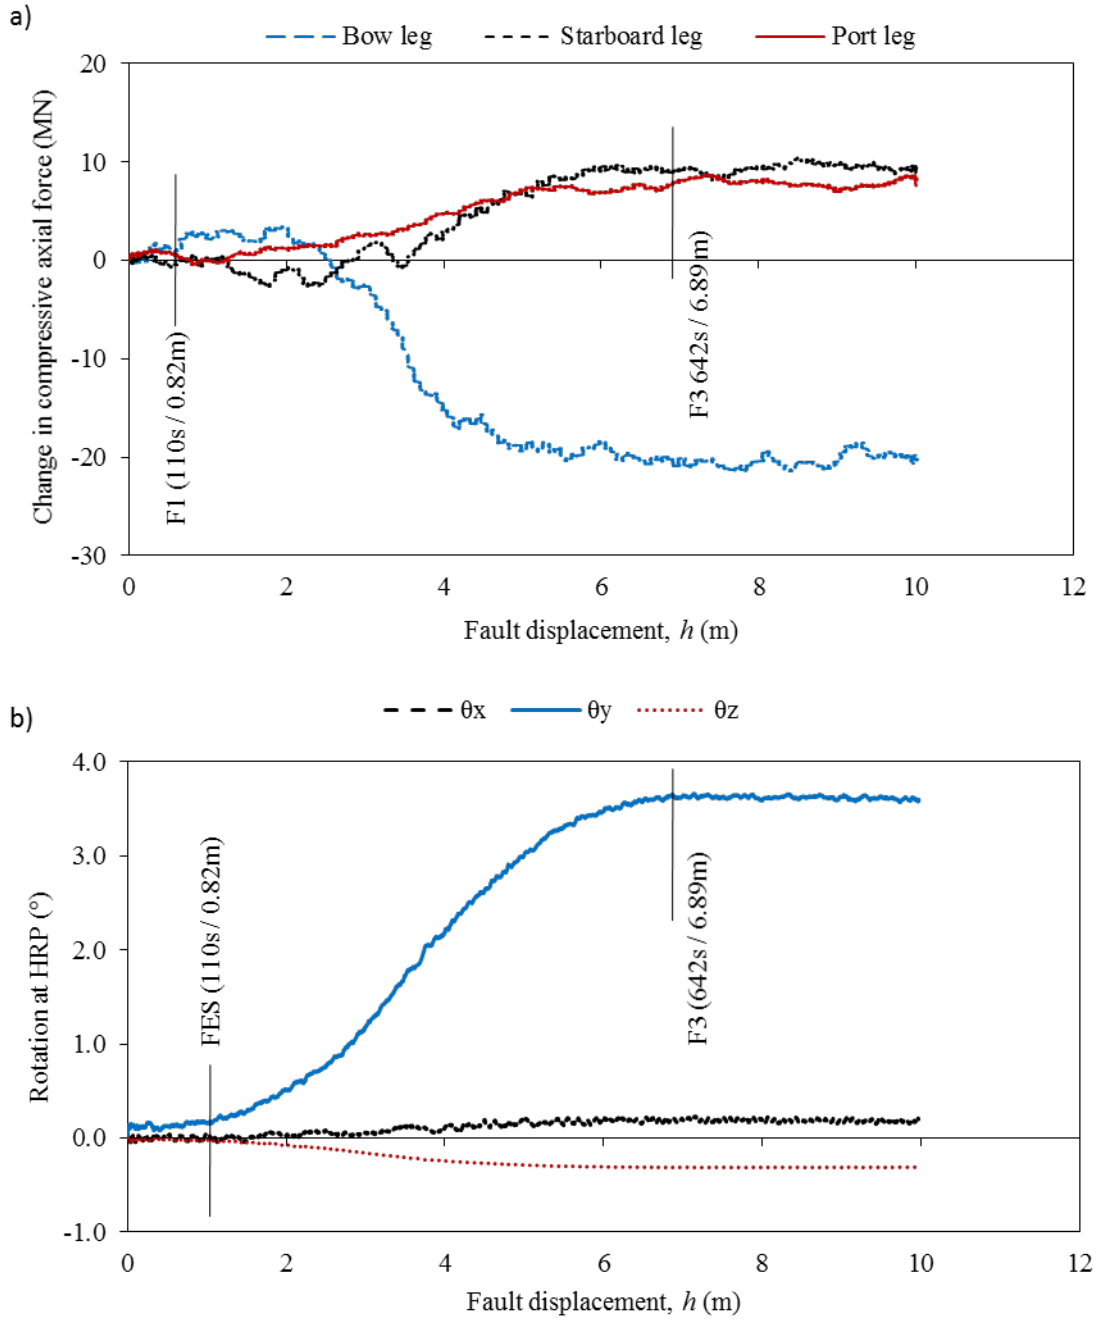 a)
Bow leg Starboard leg Port leg
Change in compressive axial force (MN)
20
10
0
-10
-20
-30
F1 (110s / 0.82m)
F3 642s / 6.89m)
0 2 4 6 8 10 12
Fault displacement, h (m)
b)
θx θy θz
Rotation at HRP (°)
4.0
3.0
2.0
1.0
0.0
-1.0
FES (110s / 0.82m)
F3 (642s / 6.89m)
0 2 4 6 8 10 12
Fault displacement, h (m)